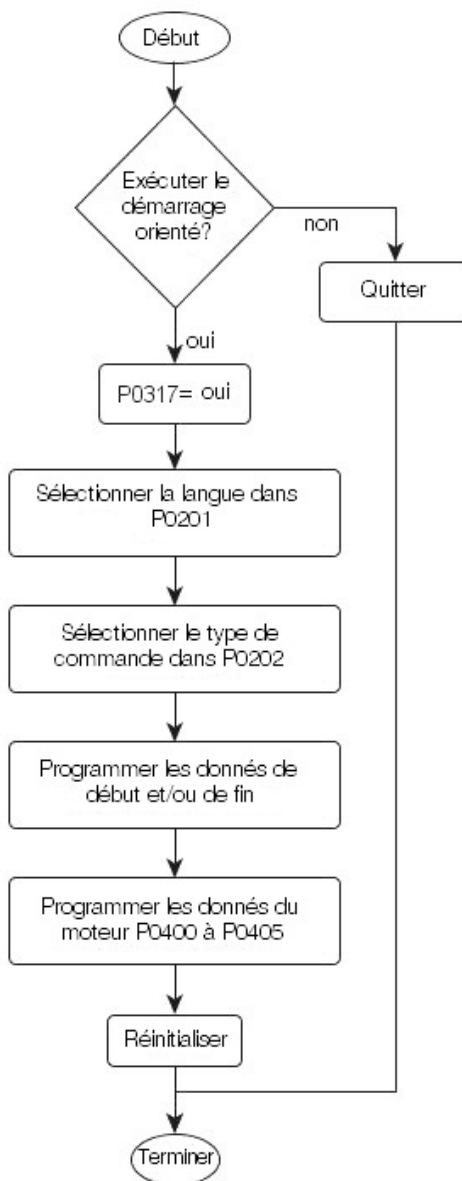 Début
Exécuter le
démarrage
orienté?
non
Quitter
oui
P0317= oui
Sélectionner la langue dans
P0201
Sélectionner le type de
commande dans P0202
Programmer les donnés de
début et/ou de fin
Programmer les donnés du
moteur P0400 à P0405
Réinitialiser
Terminer